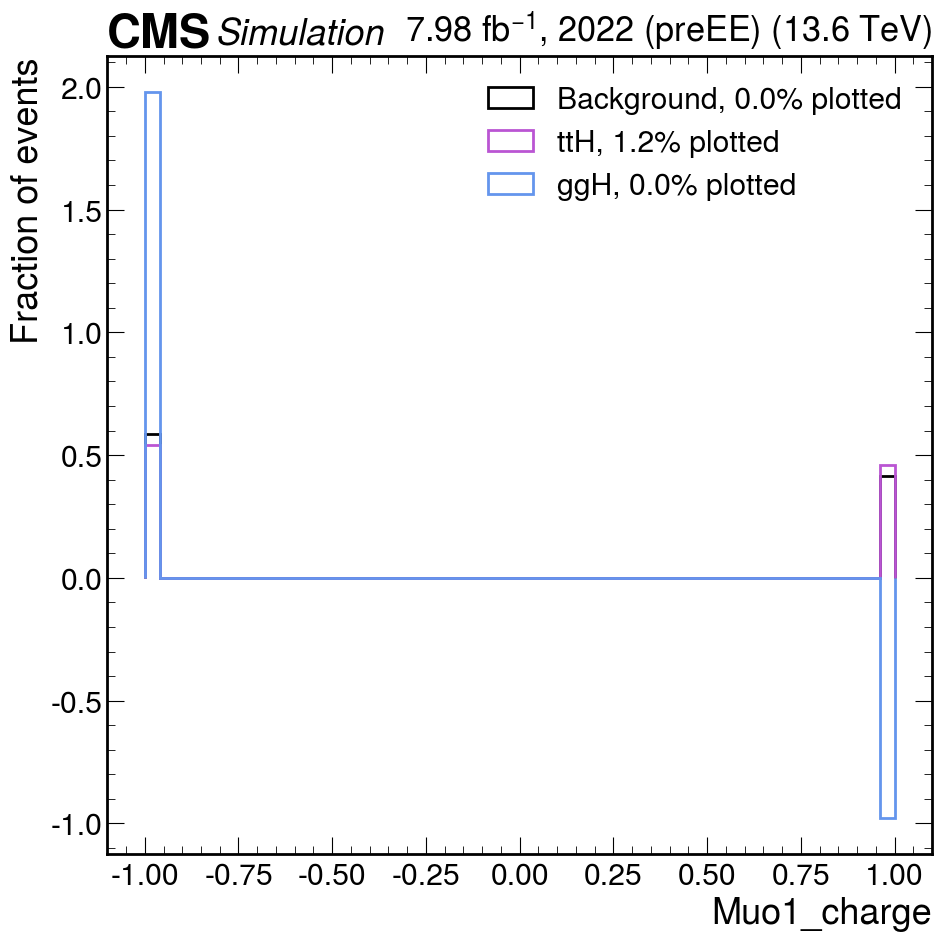 CMS Simulation 7.98 fb⁻¹, 2022 (preEE) (13.6 TeV)
Fraction of events
2.0
1.5
1.0
0.5
0.0
-0.5
-1.0
Background, 0.0% plotted
ttH, 1.2% plotted
ggH, 0.0% plotted
-1.00 -0.75 -0.50 -0.25 0.00 0.25 0.50 0.75 1.00
Muo1_charge